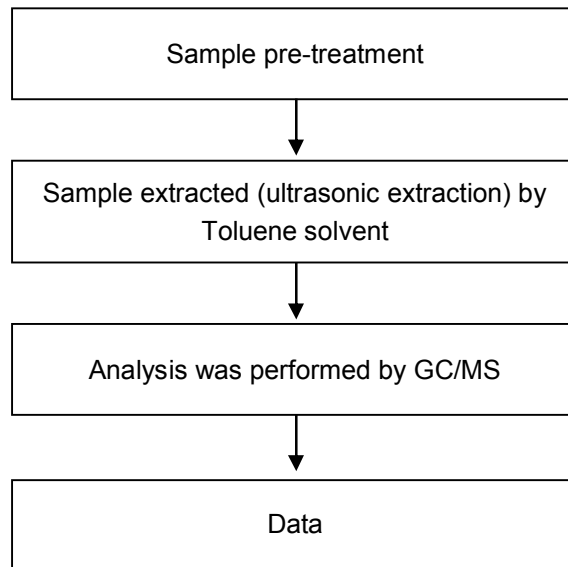 Sample pre-treatment
Sample extracted (ultrasonic extraction) by
Toluene solvent
Analysis was performed by GC/MS
Data